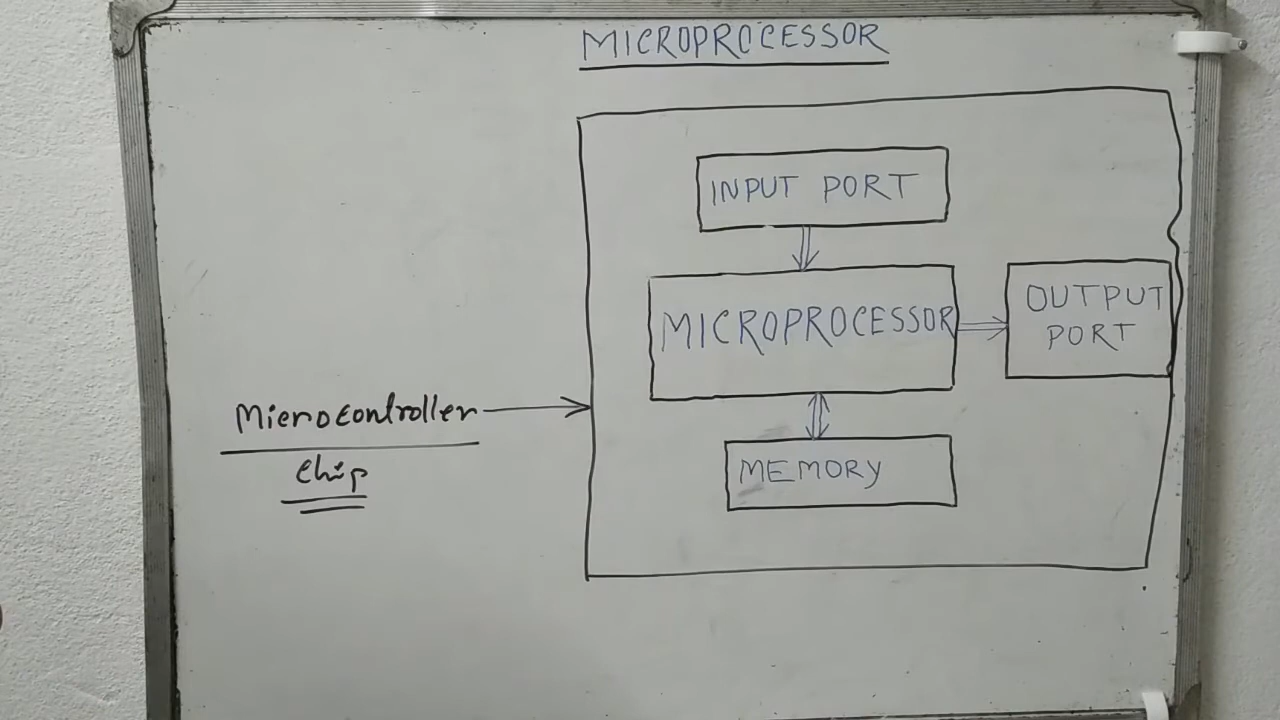 MICROPROCESSOR
INPUT PORT
MICROPROCESSOR
OUTPUT
PORT
Microcontroller
chip
MEMORY